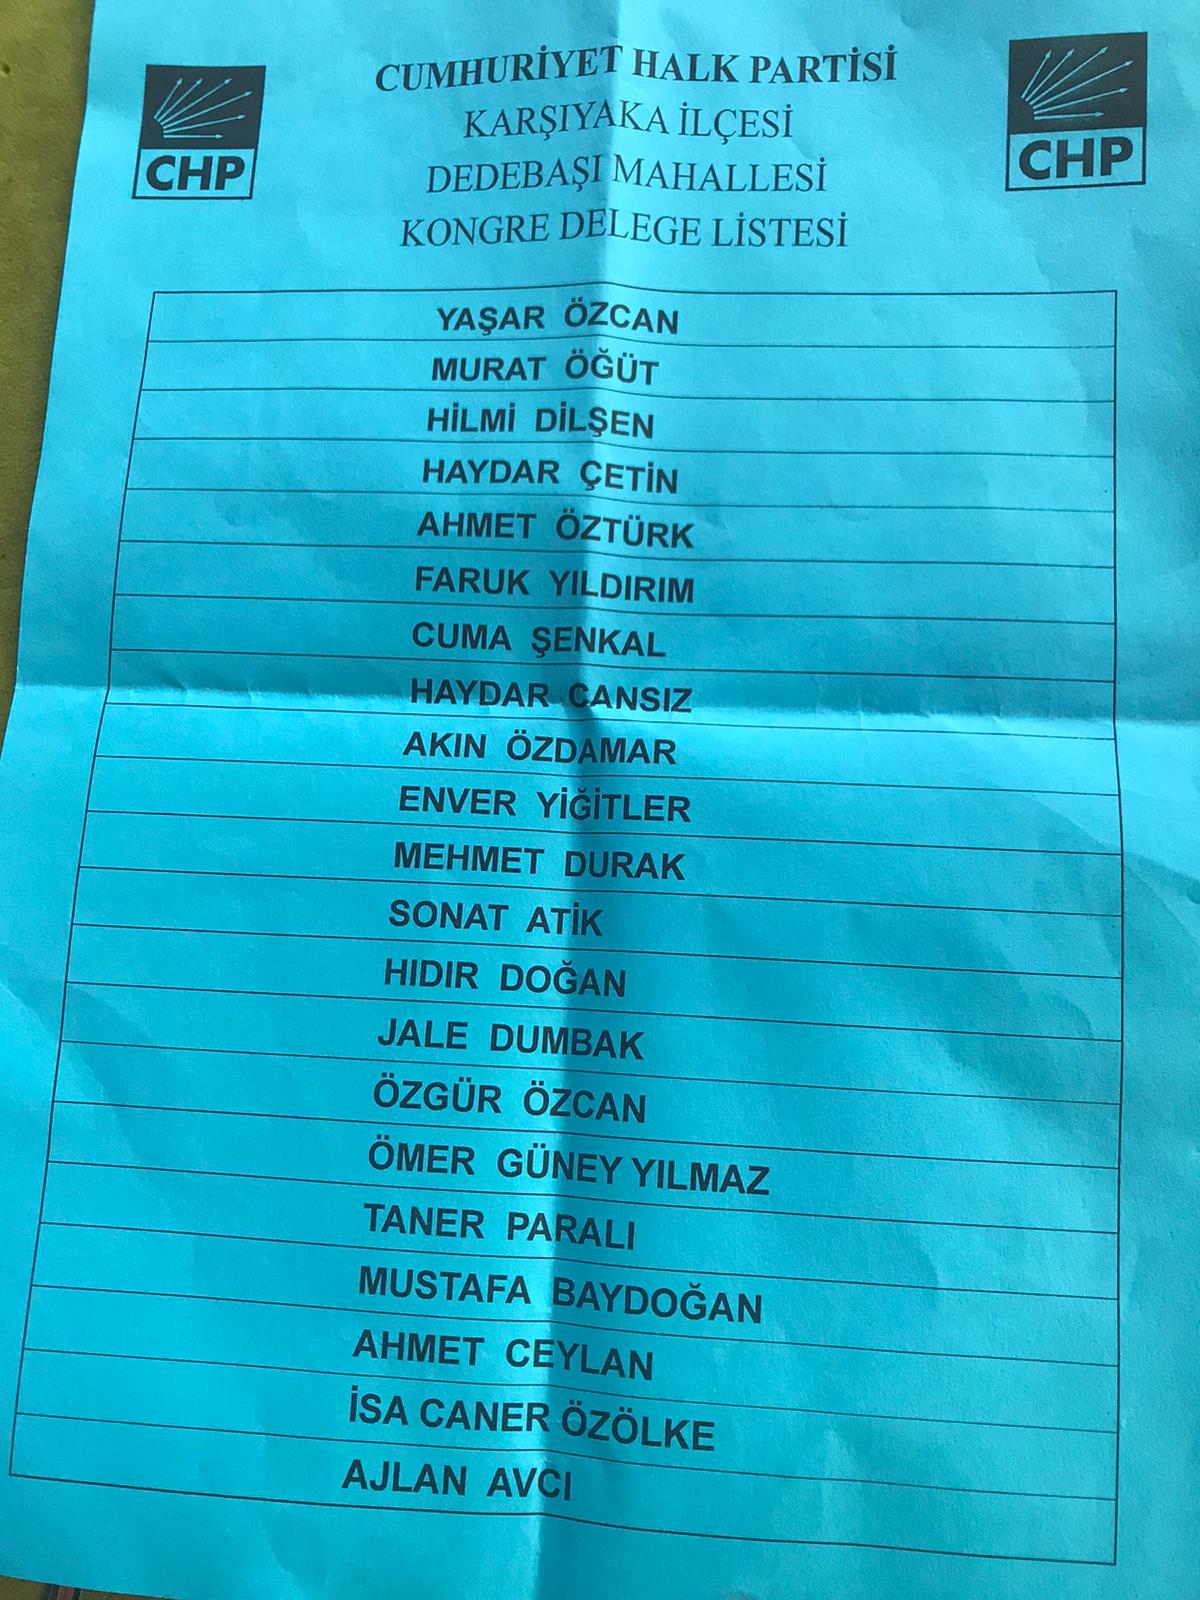 CUMHURİYET HALK PARTİSİ
KARŞIYAKA İLÇESİ
DEDEBAŞI MAHALLESİ
KONGRE DELEGE LİSTESİ
CHP
CHP
YAŞAR ÖZCAN
MURAT ÖĞÜT
HİLMİ DİLŞEN
HAYDAR ÇETİN
AHMET ÖZTÜRK
FARUK YILDIRIM
CUMA ŞENKAL
HAYDAR CANSIZ
AKIN ÖZDAMAR
ENVER YİĞİTLER
MEHMET DURAK
SONAT ATİK
HIDIR DOĞAN
JALE DUMBAK
ÖZGÜR ÖZCAN
ÖMER GÜNEY YILMAZ
TANER PARALI
MUSTAFA BAYDOĞAN
AHMET CEYLAN
İSA CANER ÖZÖLKE
AJLAN AVCI